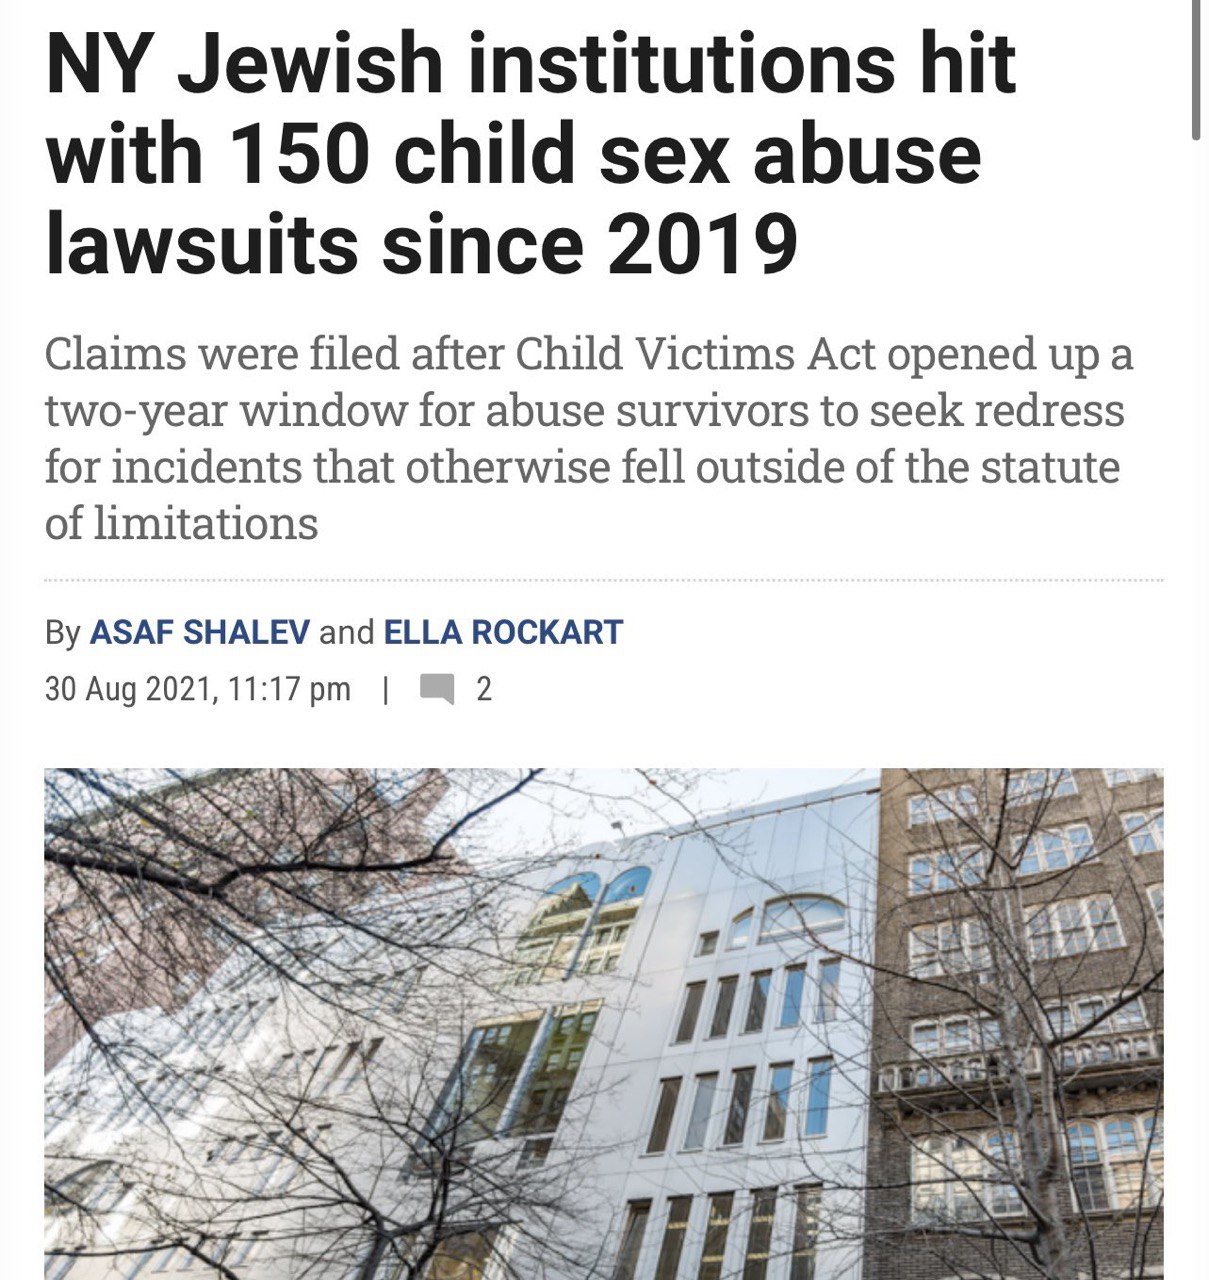 NY Jewish institutions hit
with 150 child sex abuse
lawsuits since 2019
Claims were filed after Child Victims Act opened up a
two-year window for abuse survivors to seek redress
for incidents that otherwise fell outside of the statute
of limitations
By ASAF SHALEV and ELLA ROCKART
30 Aug 2021, 11:17 pm | 2